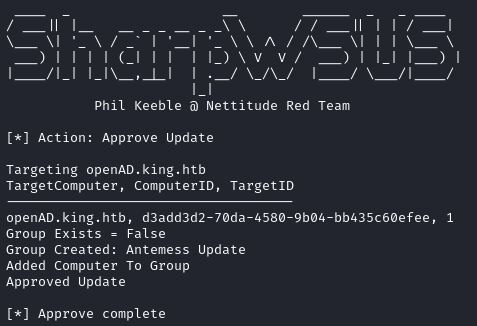 SharpWSUS
Phil Keeble @ Nettitude Red Team
[*] Action: Approve Update
Targeting openAD.king.htb
TargetComputer, ComputerID, TargetID
------------------------------------
openAD.king.htb, d3add3d2-70da-4580-9b04-bb435c60efee, 1
Group Exists = False
Group Created: Antemess Update
Added Computer To Group
Approved Update
[*] Approve complete